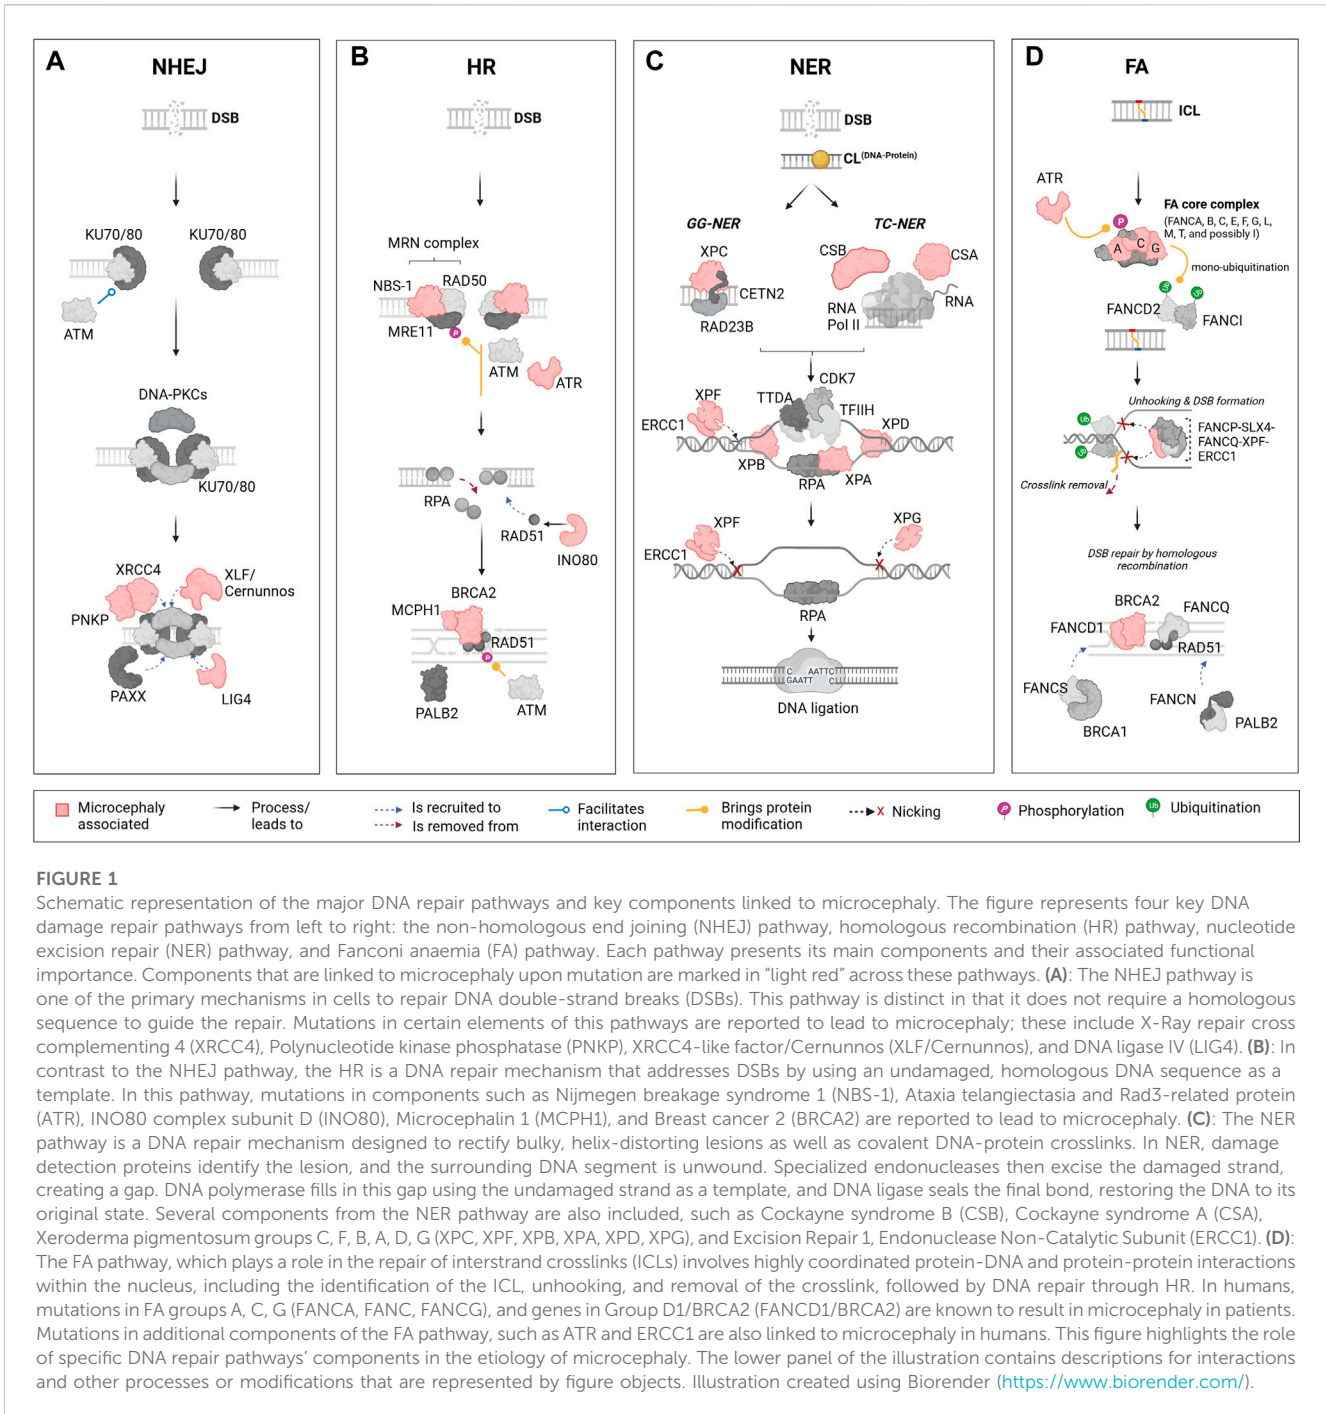 A
NHEJ
DSB
KU70/80
KU70/80
ATM
DNA-PKCs
KU70/80
XRCC4
XLF/
Cernunnos
PNKP
PAXX
LIG4
B
HR
DSB
MRN complex
NBS-1
RAD50
MRE11
P
ATM
ATR
RPA
RAD51
INO80
BRCA2
MCPH1
RAD51
P
PALB2
ATM
C
NER
DSB
CL(DNA-Protein)
GG-NER
TC-NER
XPC
CSB
CSA
CETN2
RAD23B
RNA
Pol II
RNA
CDK7
XPF
TTDA
TFIIH
XPD
ERCC1
XPB
RPA
XPA
XPF
XPG
ERCC1
RPA
C AATTC
GAATT C
DNA ligation
D
FA
ICL
ATR
P
FA core complex
(FANCA, B, C, E, F, G, L,
M, T, and possibly I)
A C G
mono-ubiquitination
Ub Ub
FANCD2
FANCI
Unhooking & DSB formation
Ub
Ub
FANCP-SLX4-
FANCQ-XPF-
ERCC1
Crosslink removal
DSB repair by homologous
recombination
BRCA2
FANCQ
FANCD1
RAD51
FANCS
FANCN
BRCA1
PALB2
Microcephaly
associated
Process/
leads to
Is recruited to
Is removed from
Facilitates
interaction
Brings protein
modification
X Nicking
P Phosphorylation
Ub Ubiquitination
FIGURE 1
Schematic representation of the major DNA repair pathways and key components linked to microcephaly. The figure represents four key DNA
damage repair pathways from left to right: the non-homologous end joining (NHEJ) pathway, homologous recombination (HR) pathway, nucleotide
excision repair (NER) pathway, and Fanconi anaemia (FA) pathway. Each pathway presents its main components and their associated functional
importance. Components that are linked to microcephaly upon mutation are marked in “light red” across these pathways. (A): The NHEJ pathway is
one of the primary mechanisms in cells to repair DNA double-strand breaks (DSBs). This pathway is distinct in that it does not require a homologous
sequence to guide the repair. Mutations in certain elements of this pathways are reported to lead to microcephaly; these include X-Ray repair cross
complementing 4 (XRCC4), Polynucleotide kinase phosphatase (PNKP), XRCC4-like factor/Cernunnos (XLF/Cernunnos), and DNA ligase IV (LIG4). (B): In
contrast to the NHEJ pathway, the HR is a DNA repair mechanism that addresses DSBs by using an undamaged, homologous DNA sequence as a
template. In this pathway, mutations in components such as Nijmegen breakage syndrome 1 (NBS-1), Ataxia telangiectasia and Rad3-related protein
(ATR), INO80 complex subunit D (INO80), Microcephalin 1 (MCPH1), and Breast cancer 2 (BRCA2) are reported to lead to microcephaly. (C): The NER
pathway is a DNA repair mechanism designed to rectify bulky, helix-distorting lesions as well as covalent DNA-protein crosslinks. In NER, damage
detection proteins identify the lesion, and the surrounding DNA segment is unwound. Specialized endonucleases then excise the damaged strand,
creating a gap. DNA polymerase fills in this gap using the undamaged strand as a template, and DNA ligase seals the final bond, restoring the DNA to its
original state. Several components from the NER pathway are also included, such as Cockayne syndrome B (CSB), Cockayne syndrome A (CSA),
Xeroderma pigmentosum groups C, F, B, A, D, G (XPC, XPF, XPB, XPA, XPD, XPG), and Excision Repair 1, Endonuclease Non-Catalytic Subunit (ERCC1). (D):
The FA pathway, which plays a role in the repair of interstrand crosslinks (ICLs) involves highly coordinated protein-DNA and protein-protein interactions
within the nucleus, including the identification of the ICL, unhooking, and removal of the crosslink, followed by DNA repair through HR. In humans,
mutations in FA groups A, C, G (FANCA, FANC, FANCG), and genes in Group D1/BRCA2 (FANCD1/BRCA2) are known to result in microcephaly in patients.
Mutations in additional components of the FA pathway, such as ATR and ERCC1 are also linked to microcephaly in humans. This figure highlights the role
of specific DNA repair pathways’ components in the etiology of microcephaly. The lower panel of the illustration contains descriptions for interactions
and other processes or modifications that are represented by figure objects. Illustration created using Biorender (https://www.biorender.com/).